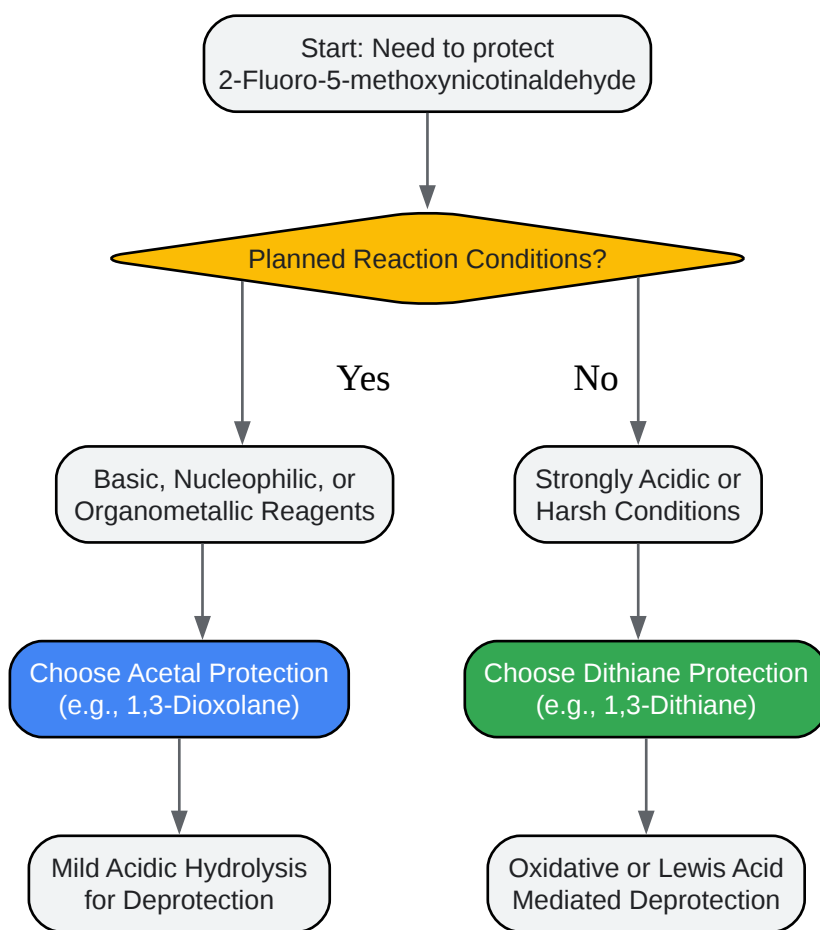 Start: Need to protect
2-Fluoro-5-methoxynicotinaldehyde
Planned Reaction Conditions?
Yes
No
Basic, Nucleophilic, or
Organometallic Reagents
Strongly Acidic or
Harsh Conditions
Choose Acetal Protection
(e.g., 1,3-Dioxolane)
Choose Dithiane Protection
(e.g., 1,3-Dithiane)
Mild Acidic Hydrolysis
for Deprotection
Oxidative or Lewis Acid
Mediated Deprotection